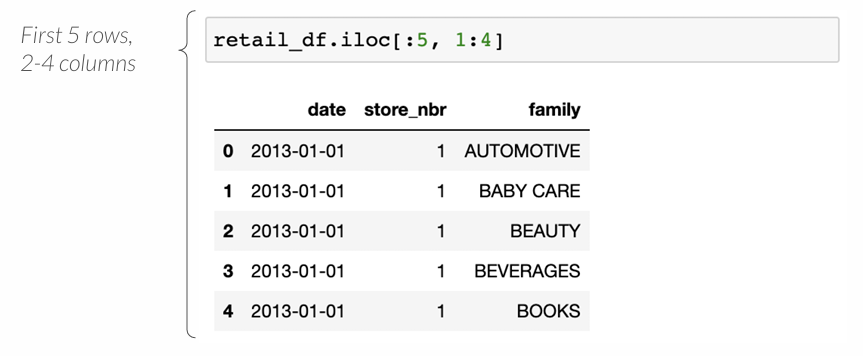 First 5 rows,
2-4 columns
retail_df.iloc[:5, 1:4]
date store_nbr family
0 2013-01-01 1 AUTOMOTIVE
1 2013-01-01 1 BABY CARE
2 2013-01-01 1 BEAUTY
3 2013-01-01 1 BEVERAGES
4 2013-01-01 1 BOOKS